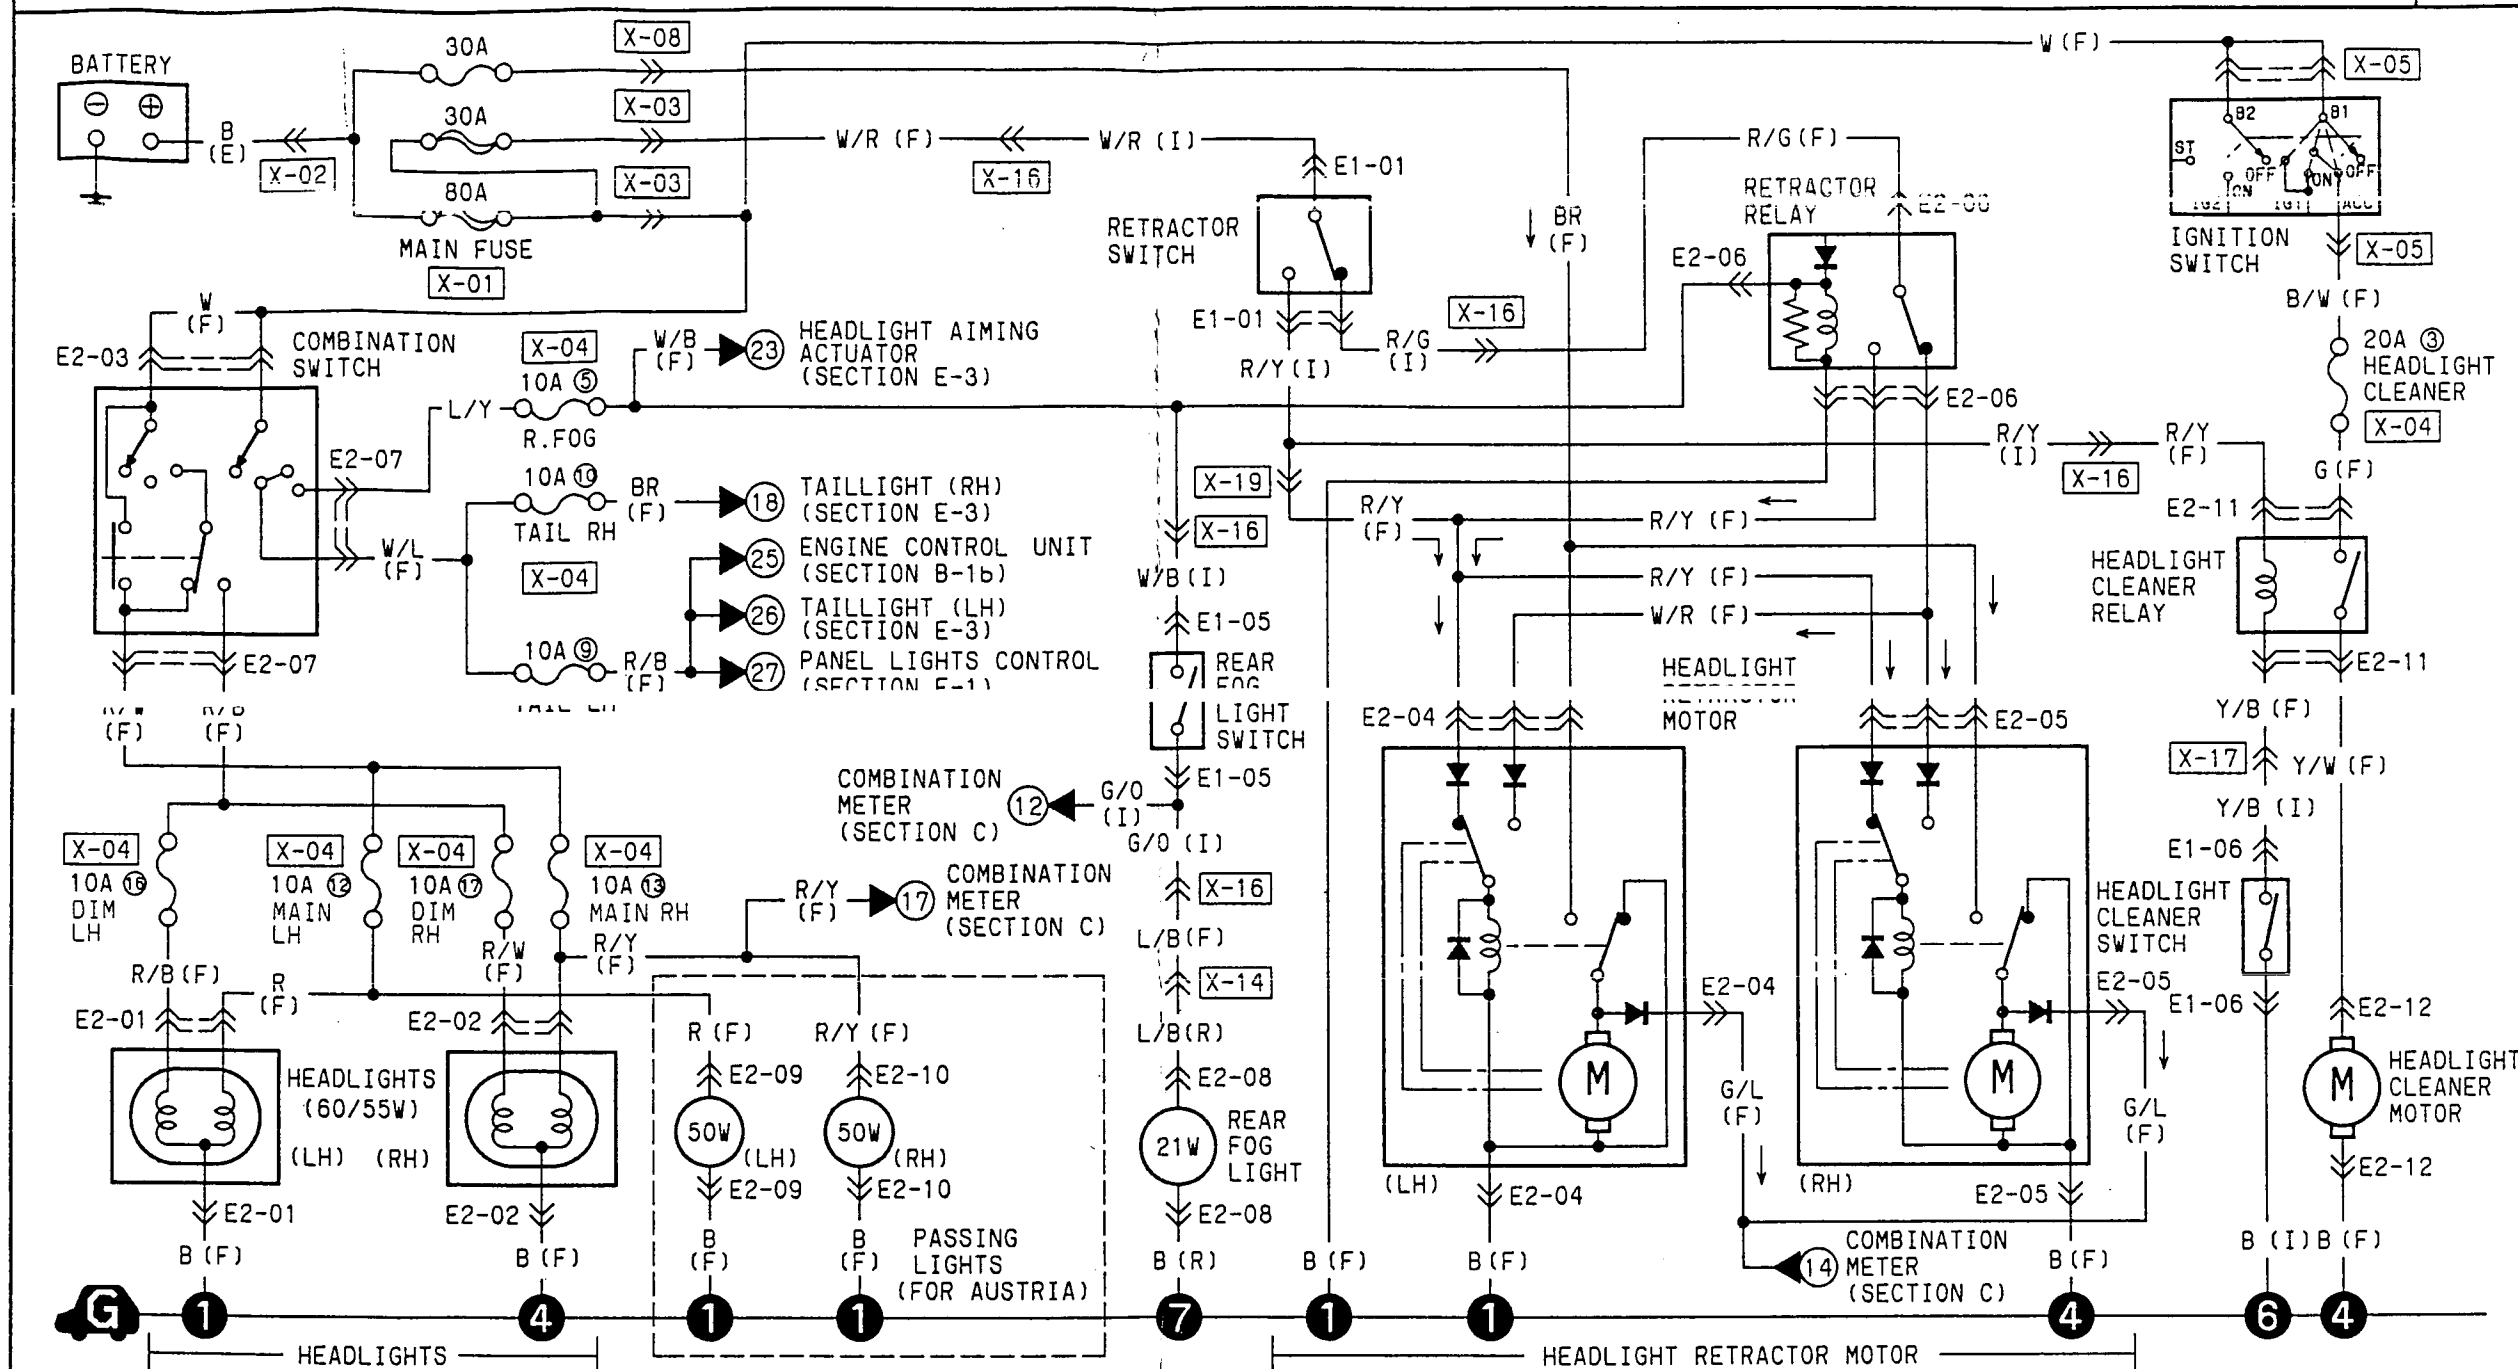 BATTERY
B
(E)
X-02
30A
X-08
30A
X-03
80A
X-03
MAIN FUSE
X-01
W/R (F)
X-16
W/R (I)
E1-01
RETRACTOR
SWITCH
BR
(F)
R/G(F)
RETRACTOR
RELAY
E2-06
W(F)
X-05
B2
B1
ST
OFF
ON
ON
OFF
IGNITION
SWITCH
X-05
B/W (F)
20A ③
HEADLIGHT
CLEANER
X-04
G(F)
W
(F)
E2-03
COMBINATION
SWITCH
X-04
10A ⑤
L/Y
R.FOG
W/B
(F)
23
HEADLIGHT AIMING
ACTUATOR
(SECTION E-3)
E1-01
R/Y(I)
R/G
(I)
X-16
E2-06
E2-07
10A ⑩
TAIL RH
BR
(F)
18
TAILLIGHT (RH)
(SECTION E-3)
X-04
W/L
(F)
25
ENGINE CONTROL UNIT
(SECTION B-1b)
26
TAILLIGHT (LH)
(SECTION E-3)
10A ⑨
R/B
(F)
27
PANEL LIGHTS CONTROL
(SECTION E-1)
X-19
X-16
W/B(I)
E1-05
REAR
FOG
LIGHT
SWITCH
E1-05
R/Y
(F)
R/Y (F)
R/Y (F)
W/R (F)
R/Y
(I)
X-16
R/Y
(F)
E2-11
HEADLIGHT
CLEANER
RELAY
E2-11
E2-07
(F)
(F)
HEADLIGHT
MOTOR
E2-04
E2-05
Y/B (F)
X-17
Y/W(F)
Y/B (I)
E1-06
HEADLIGHT
CLEANER
SWITCH
E1-06
COMBINATION
METER
(SECTION C)
12
G/O
(I)
G/O (I)
X-04
10A ⑯
DIM
LH
X-04
10A ⑫
MAIN
LH
X-04
10A ⑰
DIM
RH
X-04
10A ⑬
MAIN RH
R/Y
(F)
17
COMBINATION
METER
(SECTION C)
X-16
L/B(F)
X-14
L/B(R)
R/B(F)
R
(F)
R/W
(F)
R/Y
(F)
E2-01
E2-02
R (F)
R/Y (F)
E2-09
E2-10
E2-08
HEADLIGHTS
(60/55W)
(LH) (RH)
50W
(LH)
50W
(RH)
21W
REAR
FOG
LIGHT
E2-04
M
G/L
(F)
E2-05
M
G/L
(F)
E2-12
M
HEADLIGHT
CLEANER
MOTOR
E2-12
E2-01
E2-02
E2-09
E2-10
E2-08
(LH)
E2-04
(RH)
E2-05
B(F)
B(F)
B
(F)
B
(F)
PASSING
LIGHTS
(FOR AUSTRIA)
B(R)
B(F)
B(F)
14
COMBINATION
METER
(SECTION C)
B(F)
B (I)
B (F)
G
1
4
1
1
7
1
1
4
6
4
HEADLIGHTS
HEADLIGHT RETRACTOR MOTOR